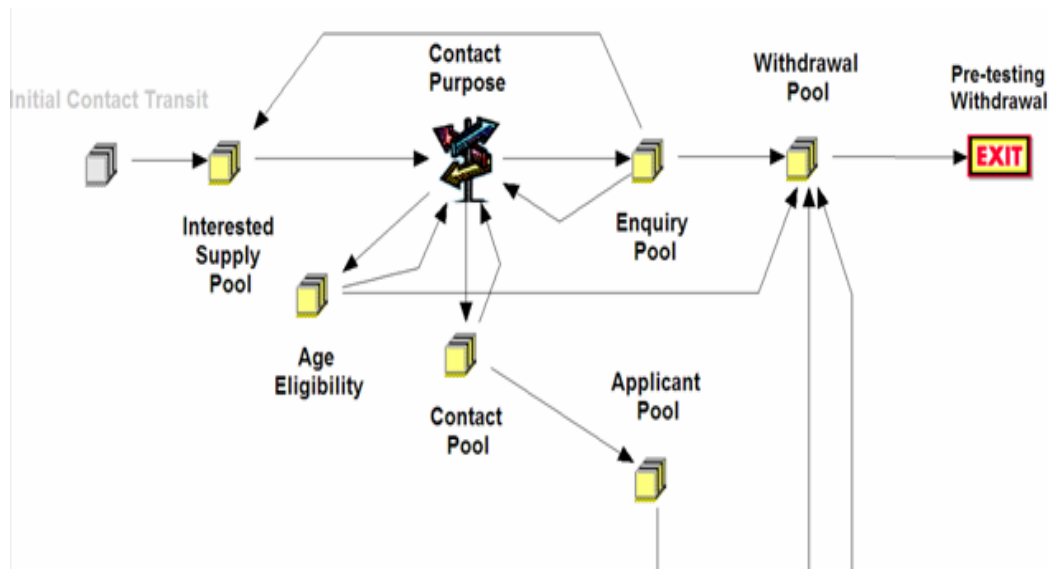 Initial Contact Transit
Contact
Purpose
Withdrawal
Pool
Pre-testing
Withdrawal
EXIT
Interested
Supply
Pool
Enquiry
Pool
Age
Eligibility
Contact
Pool
Applicant
Pool